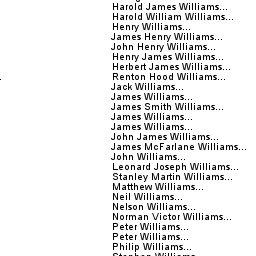 Harold James Williams...
Harold William Williams...
Henry Williams...
James Henry Williams...
John Henry Williams...
Henry James Williams...
Herbert James Williams...
Renton Hood Williams...
Jack Williams...
James Williams...
James Smith Williams...
James Williams...
James Williams...
John James Williams...
James McFarlane Williams...
John Williams...
Leonard Joseph Williams...
Stanley Martin Williams...
Matthew Williams...
Neil Williams...
Nelson Williams...
Norman Victor Williams...
Peter Williams...
Peter Williams...
Philip Williams...